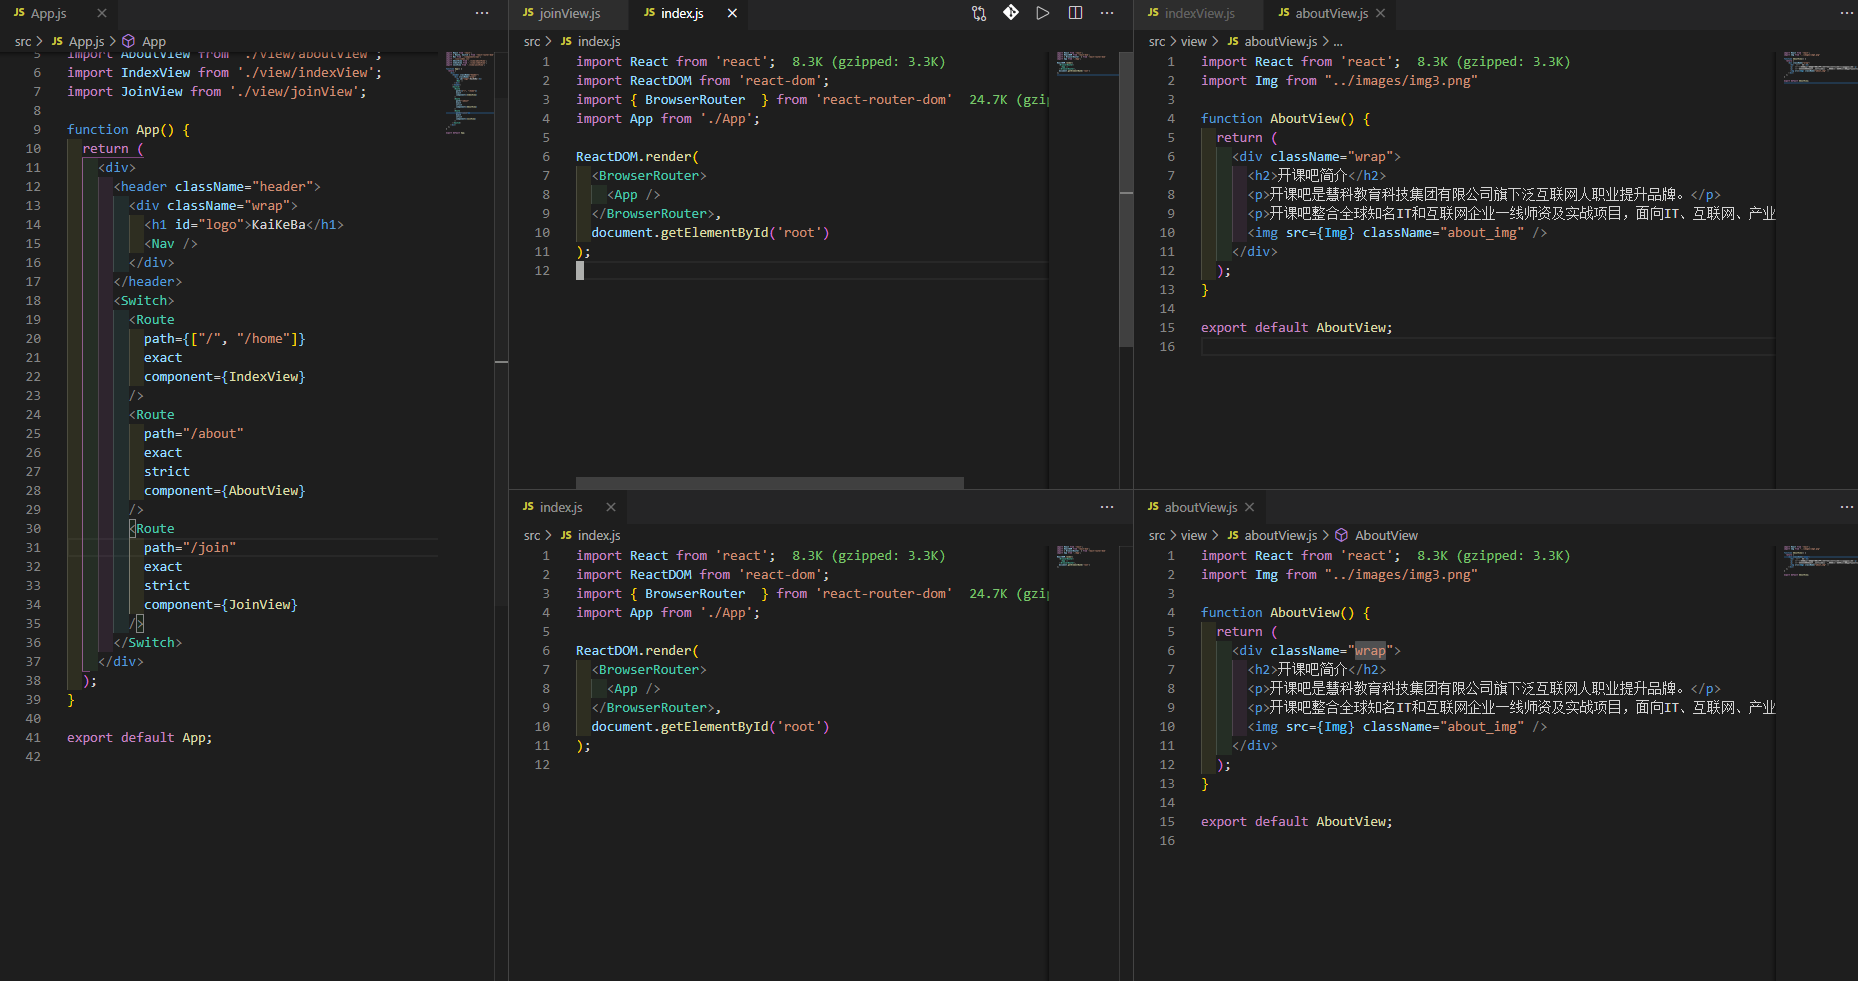 JS App.js
src > JS App.js > App
5 import AboutView from './view/aboutView';
6 import IndexView from './view/indexView';
7 import JoinView from './view/joinView';
8
9 function App() {
10 return (
11 <div>
12 <header className="header">
13 <div className="wrap">
14 <h1 id="logo">KaiKeBa</h1>
15 <Nav />
16 </div>
17 </header>
18 <Switch>
19 <Route
20 path={["/", "/home"]}
21 exact
22 component={IndexView}
23 />
24 <Route
25 path="/about"
26 exact
27 strict
28 component={AboutView}
29 />
30 <Route
31 path="/join"
32 exact
33 strict
34 component={JoinView}
35 />
36 </Switch>
37 </div>
38 );
39 }
40
41 export default App;
42
JS joinView.js JS index.js
src > JS index.js
1 import React from 'react'; 8.3K (gzipped: 3.3K)
2 import ReactDOM from 'react-dom';
3 import { BrowserRouter } from 'react-router-dom' 24.7K (gzi
4 import App from './App';
5
6 ReactDOM.render(
7 <BrowserRouter>
8 <App />
9 </BrowserRouter>,
10 document.getElementById('root')
11 );
12
JS index.js
src > JS index.js
1 import React from 'react'; 8.3K (gzipped: 3.3K)
2 import ReactDOM from 'react-dom';
3 import { BrowserRouter } from 'react-router-dom' 24.7K (gzi
4 import App from './App';
5
6 ReactDOM.render(
7 <BrowserRouter>
8 <App />
9 </BrowserRouter>,
10 document.getElementById('root')
11 );
12
JS indexView.js JS aboutView.js
src > view > JS aboutView.js > ...
1 import React from 'react'; 8.3K (gzipped: 3.3K)
2 import Img from "../images/img3.png"
3
4 function AboutView() {
5 return (
6 <div className="wrap">
7 <h2>开课吧简介</h2>
8 <p>开课吧是慧科教育科技集团有限公司旗下泛互联网人职业提升品牌。</p>
9 <p>开课吧整合全球知名IT和互联网企业一线师资及实战项目，面向IT、互联网、产业
10 <img src={Img} className="about_img" />
11 </div>
12 );
13 }
14
15 export default AboutView;
16
JS aboutView.js
src > view > JS aboutView.js > AboutView
1 import React from 'react'; 8.3K (gzipped: 3.3K)
2 import Img from "../images/img3.png"
3
4 function AboutView() {
5 return (
6 <div className="wrap">
7 <h2>开课吧简介</h2>
8 <p>开课吧是慧科教育科技集团有限公司旗下泛互联网人职业提升品牌。</p>
9 <p>开课吧整合全球知名IT和互联网企业一线师资及实战项目，面向IT、互联网、产业
10 <img src={Img} className="about_img" />
11 </div>
12 );
13 }
14
15 export default AboutView;
16